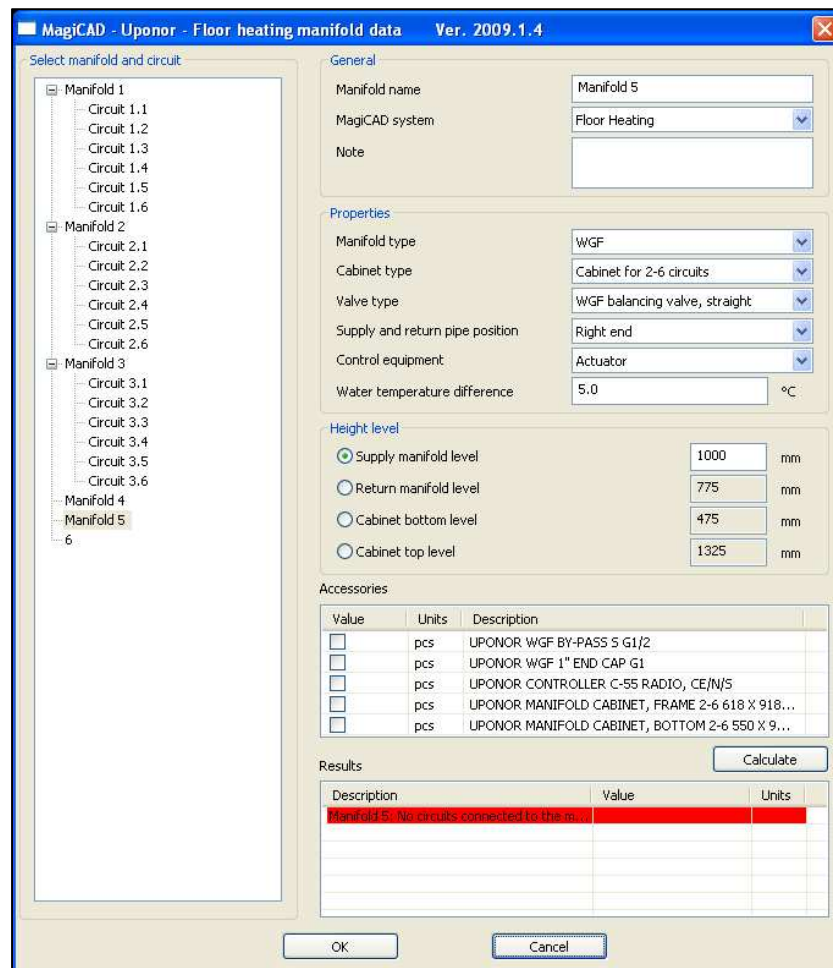 MagiCAD - Uponor - Floor heating manifold data Ver. 2009.1.4
Select manifold and circuit
Manifold 1
Circuit 1.1
Circuit 1.2
Circuit 1.3
Circuit 1.4
Circuit 1.5
Circuit 1.6
Manifold 2
Circuit 2.1
Circuit 2.2
Circuit 2.3
Circuit 2.4
Circuit 2.5
Circuit 2.6
Manifold 3
Circuit 3.1
Circuit 3.2
Circuit 3.3
Circuit 3.4
Circuit 3.5
Circuit 3.6
Manifold 4
Manifold 5
6
General
Manifold name Manifold 5
MagiCAD system Floor Heating
Note
Properties
Manifold type WGF
Cabinet type Cabinet for 2-6 circuits
Valve type WGF balancing valve, straight
Supply and return pipe position Right end
Control equipment Actuator
Water temperature difference 5.0 °C
Height level
Supply manifold level 1000 mm
Return manifold level 775 mm
Cabinet bottom level 475 mm
Cabinet top level 1325 mm
Accessories
Value Units Description
pcs UPONOR WGF BY-PASS S G1/2
pcs UPONOR WGF 1" END CAP G1
pcs UPONOR CONTROLLER C-55 RADIO, CE/N/S
pcs UPONOR MANIFOLD CABINET, FRAME 2-6 618 X 918...
pcs UPONOR MANIFOLD CABINET, BOTTOM 2-6 550 X 9...
Calculate
Results
Description Value Units
Manifold 5: No circuits connected to the m...
OK Cancel